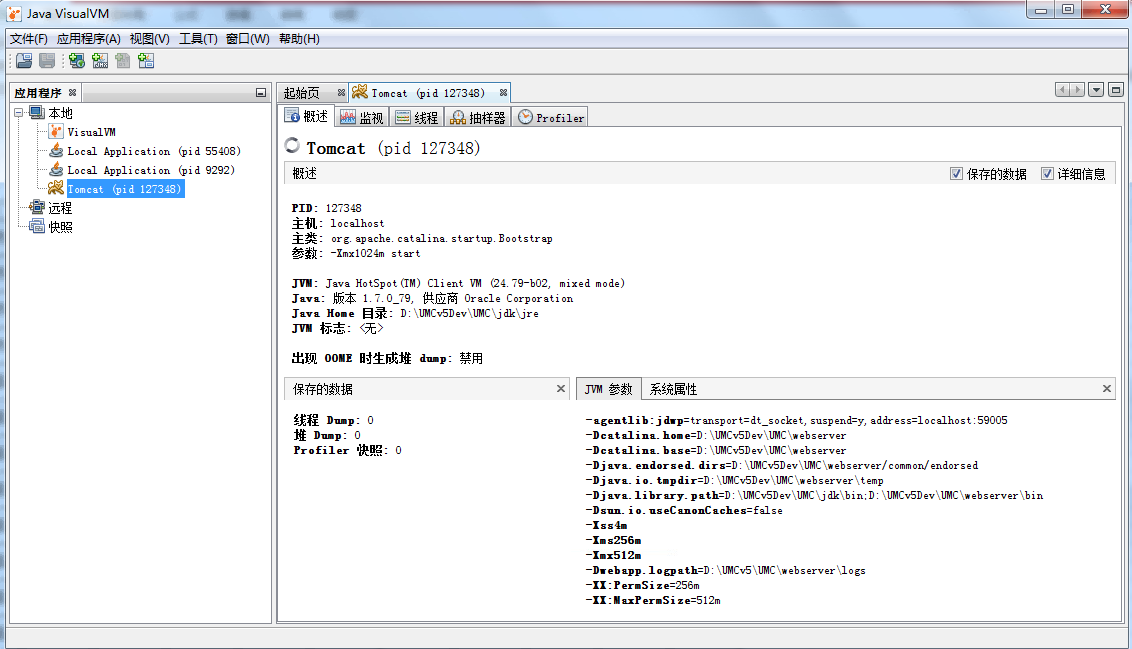 Java VisualVM
文件(F) 应用程序(A) 视图(V) 工具(T) 窗口(W) 帮助(H)
应用程序
本地
VisualVM
Local Application (pid 55408)
Local Application (pid 9292)
Tomcat (pid 127348)
远程
快照
起始页 Tomcat (pid 127348)
概述 监视 线程 抽样器 Profiler
Tomcat (pid 127348)
概述 保存的数据 详细信息
PID: 127348
主机: localhost
主类: org.apache.catalina.startup.Bootstrap
参数: -Xmx1024m start
JVM: Java HotSpot(TM) Client VM (24.79-b02, mixed mode)
Java: 版本 1.7.0_79, 供应商 Oracle Corporation
Java Home 目录: D:\UMCv5Dev\UMC\jdk\jre
JVM 标志: <无>
出现 OOME 时生成堆 dump: 禁用
保存的数据
线程 Dump: 0
堆 Dump: 0
Profiler 快照: 0
JVM 参数 系统属性
-agentlib:jdwp=transport=dt_socket,suspend=y,address=localhost:59005
-Dcatalina.home=D:\UMCv5Dev\UMC\webserver
-Dcatalina.base=D:\UMCv5Dev\UMC\webserver
-Djava.endorsed.dirs=D:\UMCv5Dev\UMC\webserver/common/endorsed
-Djava.io.tmpdir=D:\UMCv5Dev\UMC\webserver\temp
-Djava.library.path=D:\UMCv5Dev\UMC\jdk\bin;D:\UMCv5Dev\UMC\webserver\bin
-Dsun.io.useCanonCaches=false
-Xss4m
-Xms256m
-Xmx512m
-Dwebapp.logpath=D:\UMCv5\UMC\webserver\logs
-XX:PermSize=256m
-XX:MaxPermSize=512m